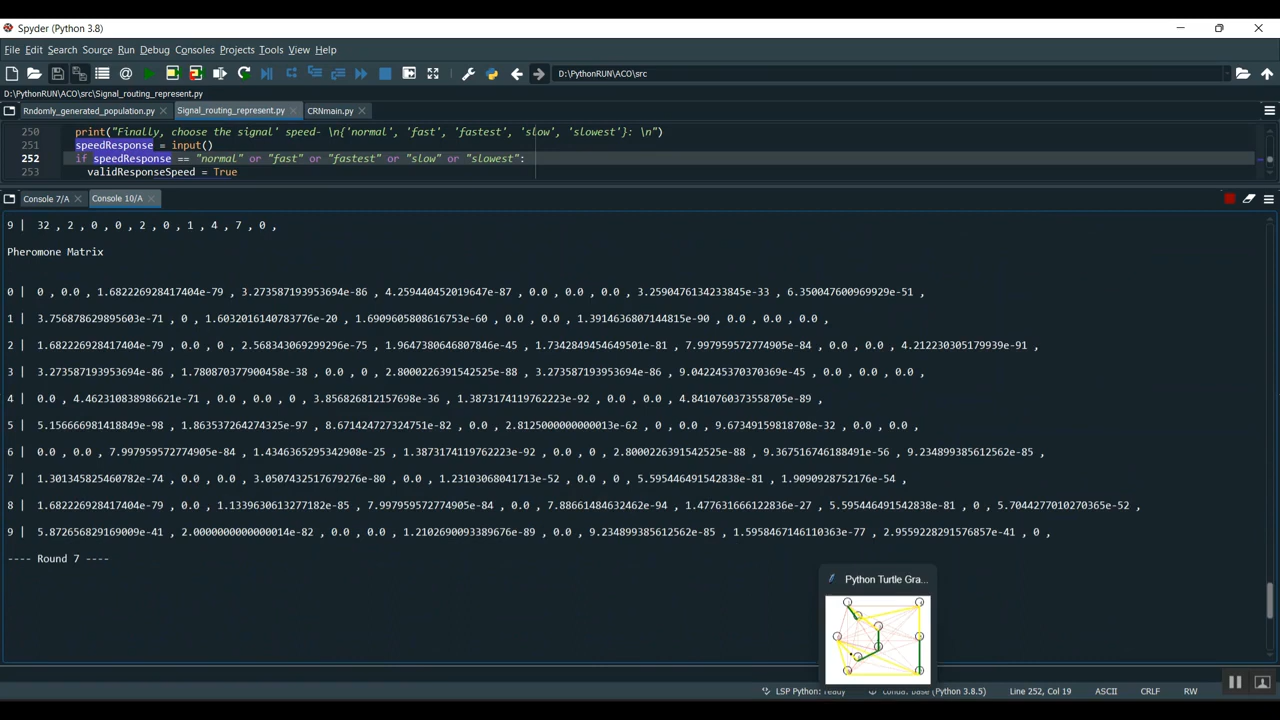 Spyder (Python 3.8)
File Edit Search Source Run Debug Consoles Projects Tools View Help
D:\PythonRUN\ACO\src
D:\PythonRUN\ACO\src\Signal_routing_represent.py
Rndomly_generated_population.py Signal_routing_represent.py CRNmain.py
250 print("Finally, choose the signal' speed- \n{'normal', 'fast', 'fastest', 'slow', 'slowest'}: \n")
251 speedResponse = input()
252 if speedResponse == "normal" or "fast" or "fastest" or "slow" or "slowest":
253 validResponseSpeed = True
Console 7/A Console 10/A
9 | 32 , 2 , 0 , 0 , 2 , 0 , 1 , 4 , 7 , 0 ,
Pheromone Matrix
0 | 0 , 0.0 , 1.682226928417404e-79 , 3.273587193953694e-86 , 4.259440452019647e-87 , 0.0 , 0.0 , 0.0 , 3.2590476134233845e-33 , 6.350047600969929e-51 ,
1 | 3.756878629895603e-71 , 0 , 1.6032016140783776e-20 , 1.6909605808616753e-60 , 0.0 , 0.0 , 1.3914636807144815e-90 , 0.0 , 0.0 , 0.0 ,
2 | 1.682226928417404e-79 , 0.0 , 0 , 2.568343069299296e-75 , 1.9647380646807846e-45 , 1.7342849454649501e-81 , 7.997959572774905e-84 , 0.0 , 0.0 , 4.212230305179939e-91 ,
3 | 3.273587193953694e-86 , 1.780870377900458e-38 , 0.0 , 0 , 2.8000226391542525e-88 , 3.273587193953694e-86 , 9.042245370370369e-45 , 0.0 , 0.0 , 0.0 ,
4 | 0.0 , 4.462310838986621e-71 , 0.0 , 0.0 , 0 , 3.856826812157698e-36 , 1.3873174119762223e-92 , 0.0 , 0.0 , 4.8410760373558705e-89 ,
5 | 5.156666981418849e-98 , 1.863537264274325e-97 , 8.671424727324751e-82 , 0.0 , 2.8125000000000013e-62 , 0 , 0.0 , 9.67349159818708e-32 , 0.0 , 0.0 ,
6 | 0.0 , 0.0 , 7.997959572774905e-84 , 1.4346365295342908e-25 , 1.3873174119762223e-92 , 0.0 , 0 , 2.8000226391542525e-88 , 9.367516746188491e-56 , 9.234899385612562e-85 ,
7 | 1.301345825460782e-74 , 0.0 , 3.0507432517679276e-80 , 0.0 , 1.23103068041713e-52 , 0.0 , 0.0 , 0 , 5.595446491542838e-81 , 1.9090928752176e-54 ,
8 | 1.682226928417404e-79 , 0.0 , 1.1339630613277182e-85 , 7.997959572774905e-84 , 0.0 , 7.88661484632462e-94 , 1.477631666122836e-27 , 5.595446491542838e-81 , 0 , 5.7044277010270365e-52 ,
9 | 5.872656829169009e-41 , 2.0000000000000014e-82 , 0.0 , 0.0 , 1.2102690093389676e-89 , 0.0 , 9.234899385612562e-85 , 1.5958467146110363e-77 , 2.9559228291576857e-41 , 0 ,
---- Round 7 ----
Python Turtle Gra...
LSP Python: ready conda: base (Python 3.8.5) Line 252, Col 19 ASCII CRLF RW